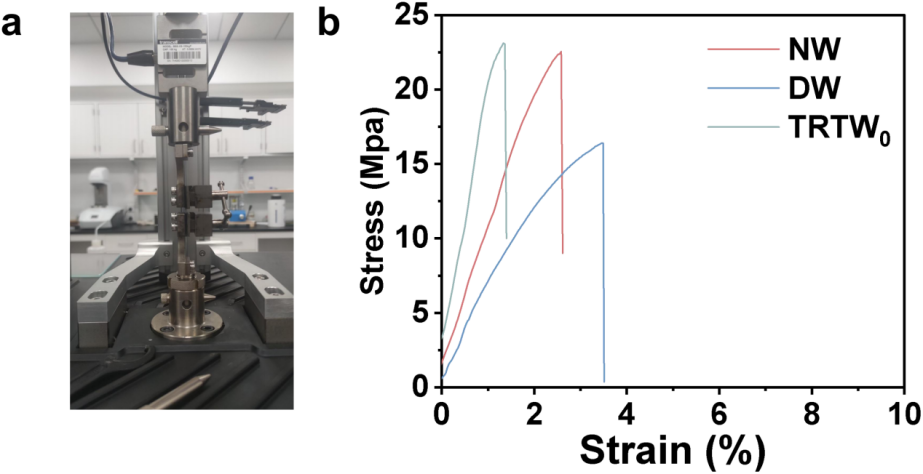 a
b
Stress (Mpa)
25
20
15
10
5
0
0 2 4 6 8 10
Strain (%)
NW
DW
TRTW₀